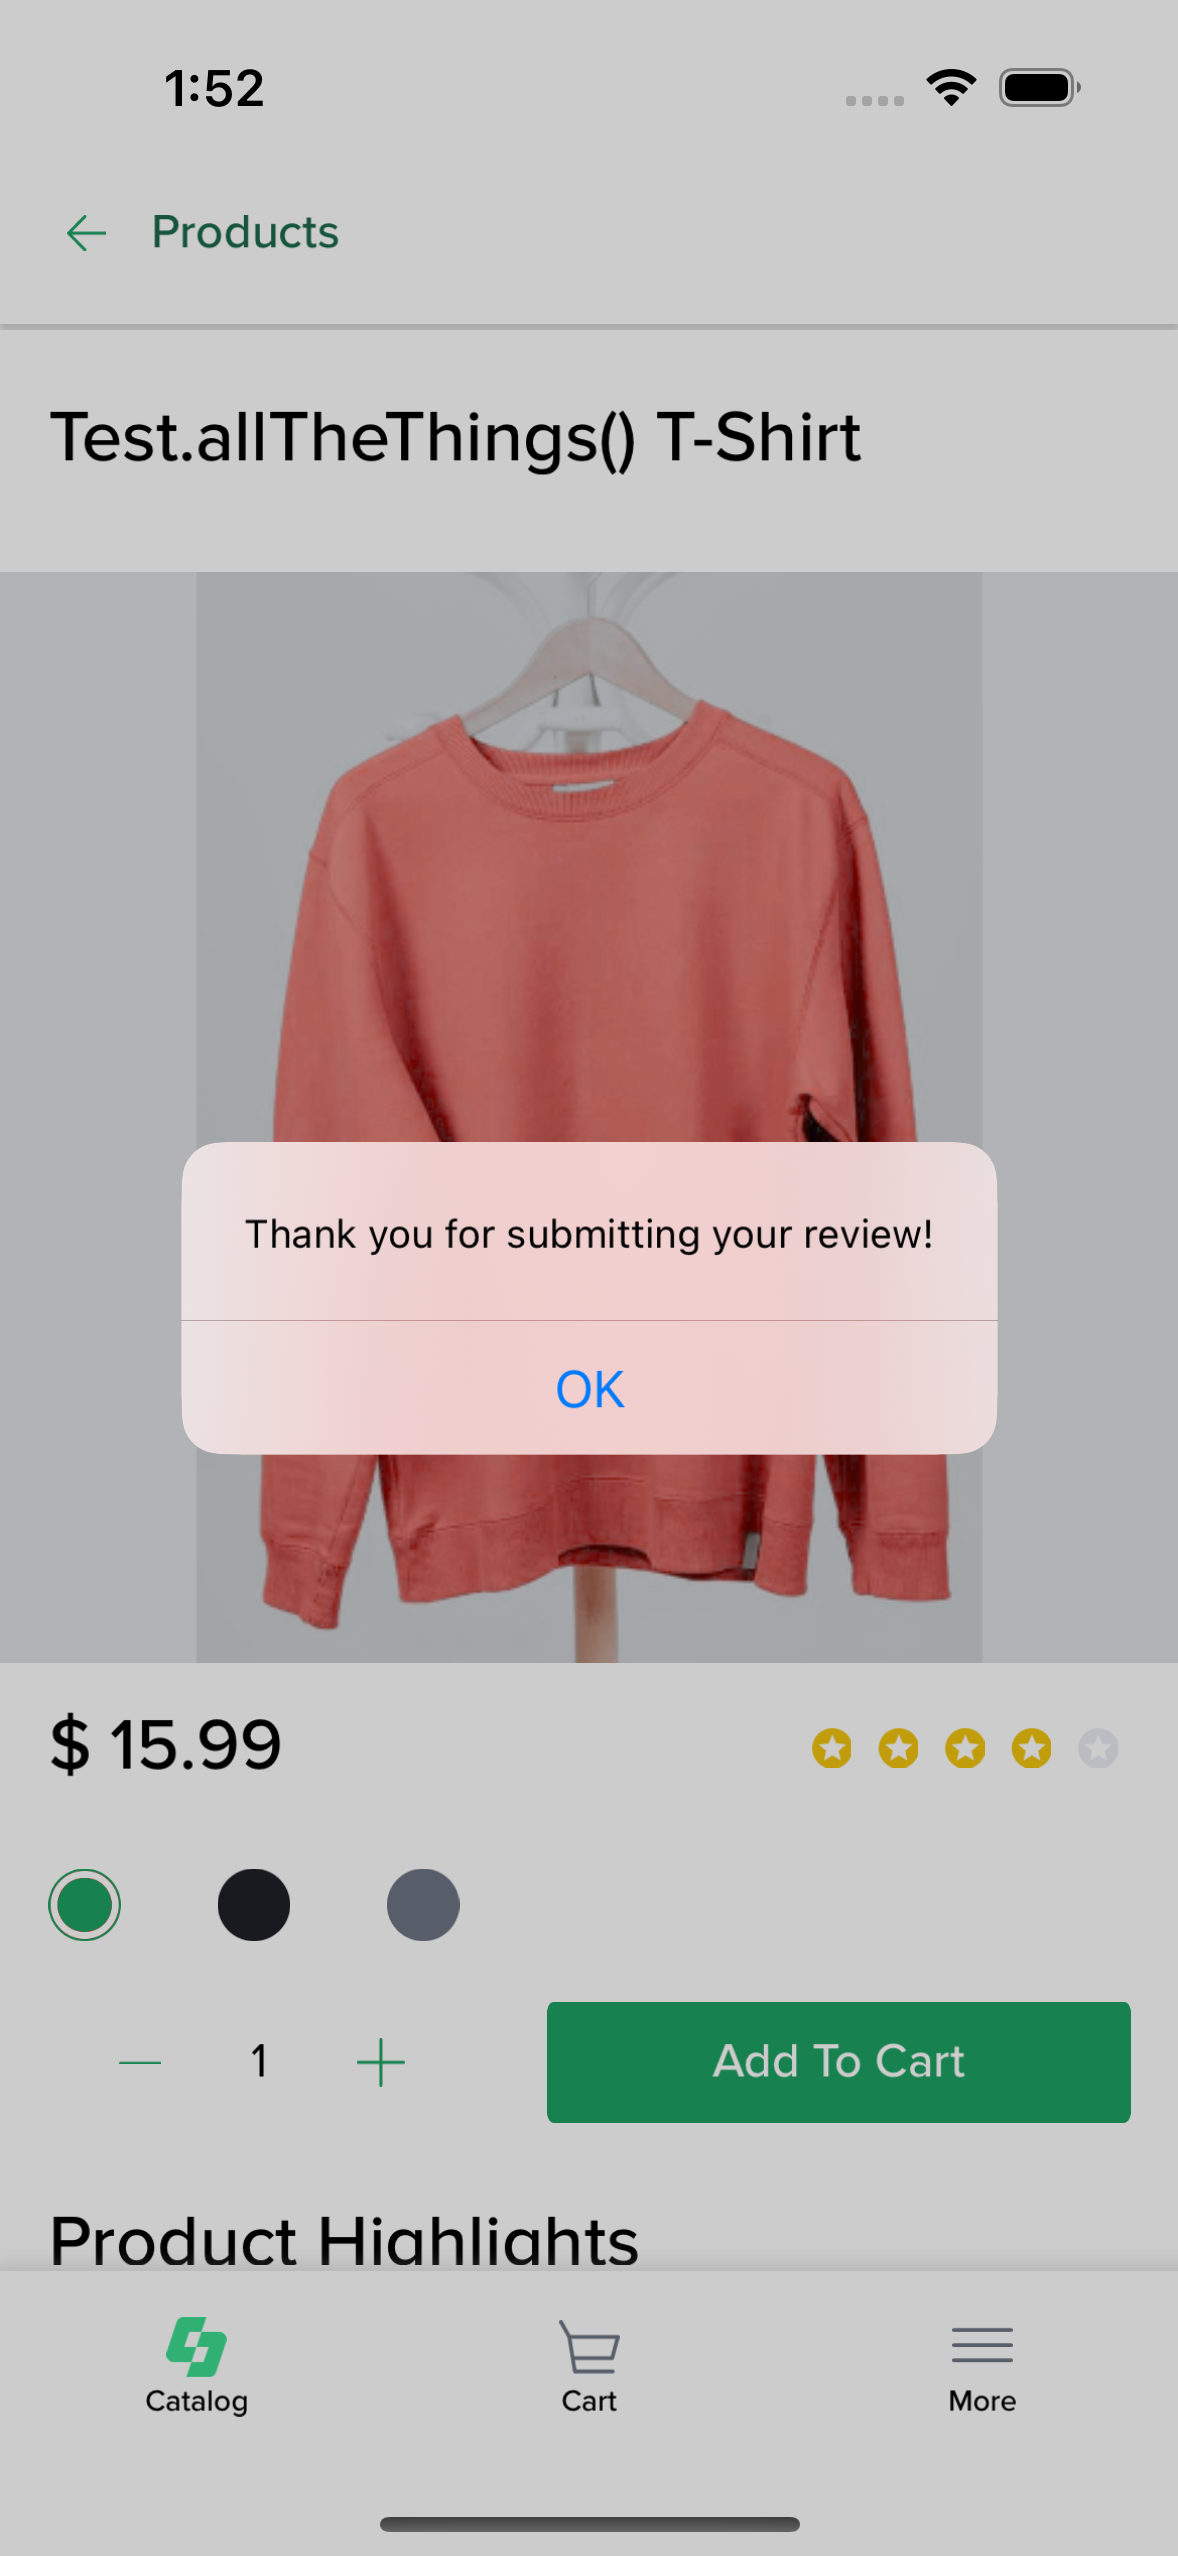 1:52
Products
Test.allTheThings() T-Shirt
Thank you for submitting your review!
OK
$ 15.99
1
Add To Cart
Product Highlights
Catalog
Cart
More